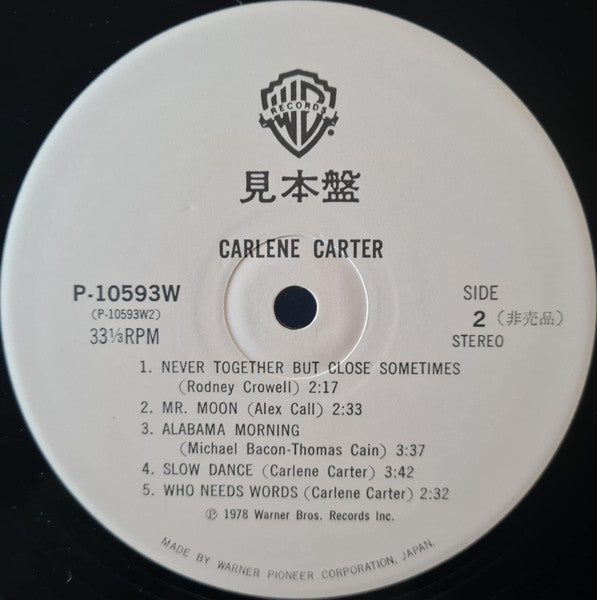 WB
RECORDS
®
見本盤
CARLENE CARTER
P-10593W
(P-10593W2)
33⅓RPM
SIDE
2 (非売品)
STEREO
1. NEVER TOGETHER BUT CLOSE SOMETIMES
(Rodney Crowell) 2:17
2. MR. MOON (Alex Call) 2:33
3. ALABAMA MORNING
(Michael Bacon-Thomas Cain) 3:37
4. SLOW DANCE (Carlene Carter) 3:42
5. WHO NEEDS WORDS (Carlene Carter) 2:32
℗ 1978 Warner Bros. Records Inc.
MADE BY WARNER PIONEER CORPORATION, JAPAN.